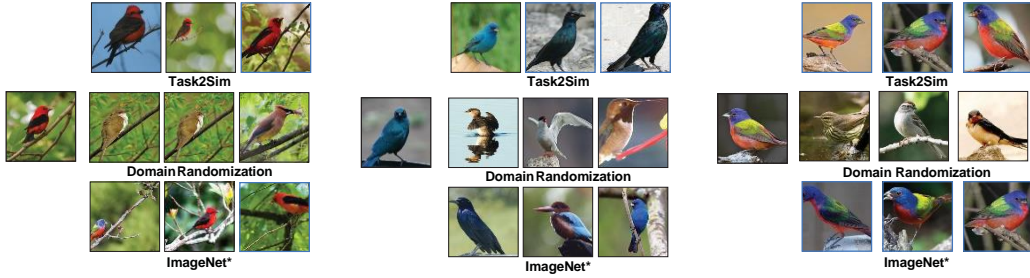 Task2Sim
Domain Randomization
ImageNet*
Task2Sim
Domain Randomization
ImageNet*
Task2Sim
Domain Randomization
ImageNet*